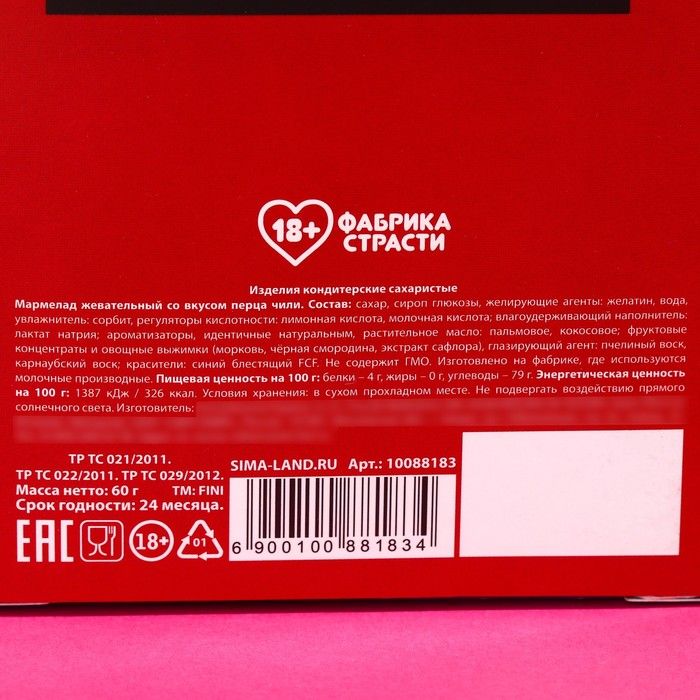 18+ ФАБРИКА
СТРАСТИ
Изделия кондитерские сахаристые
Мармелад жевательный со вкусом перца чили. Состав: сахар, сироп глюкозы, желирующие агенты: желатин, вода,
увлажнитель: сорбит, регуляторы кислотности: лимонная кислота, молочная кислота; влагоудерживающий наполнитель:
лактат натрия; ароматизаторы, идентичные натуральным, растительное масло: пальмовое, кокосовое; фруктовые
концентраты и овощные выжимки (морковь, чёрная смородина, экстракт сафлора), глазирующий агент: пчелиный воск,
карнаубский воск; красители: синий блестящий FCF. Не содержит ГМО. Изготовлено на фабрике, где используются
молочные производные. Пищевая ценность на 100 г: белки – 4 г, жиры – 0 г, углеводы – 79 г. Энергетическая ценность
на 100 г: 1387 кДж / 326 ккал. Условия хранения: в сухом прохладном месте. Не подвергать воздействию прямого
солнечного света. Изготовитель:
ТР ТС 021/2011.
ТР ТС 022/2011. ТР ТС 029/2012.
Масса нетто: 60 г ТМ: FINI
Срок годности: 24 месяца.
EAC 18+ 01
SIMA-LAND.RU Арт.: 10088183
6 900100 881834